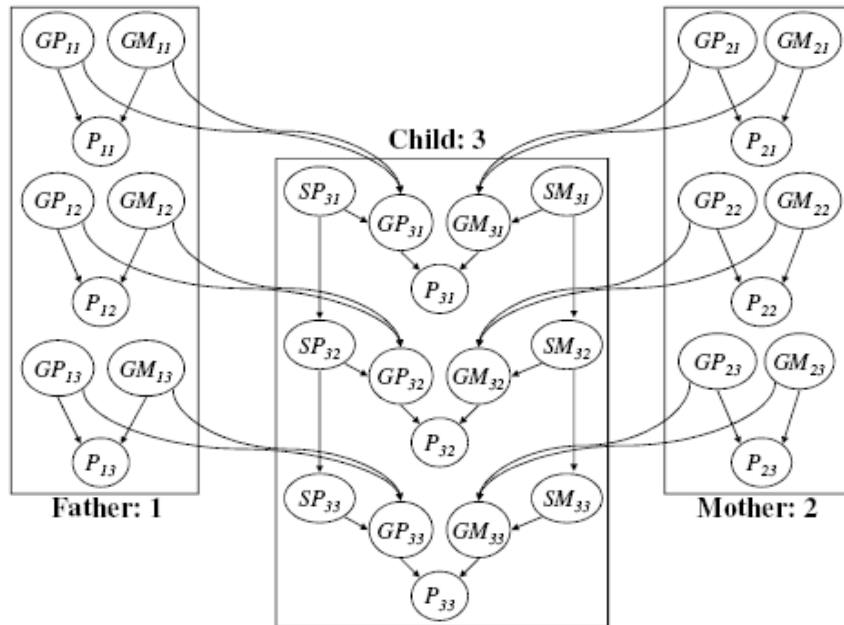 GP11 GM11 GP21 GM21
P11 P21
Child: 3
SP31 SM31
GP12 GM12 GP31 GM31 GP22 GM22
P31
P12 P22
SP32 SM32
GP13 GM13 GP32 GM32 GP23 GM23
P32
P13 P23
SP33 SM33
Father: 1 Mother: 2
GP33 GM33
P33